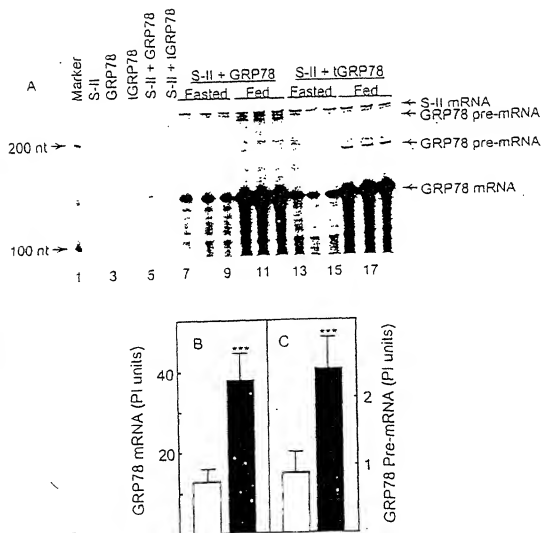 A
Marker
S-II
GRP78
tGRP78
S-II + GRP78
S-II + tGRP78
S-II + GRP78
S-II + tGRP78
Fasted
Fed
Fasted
Fed
S-II mRNA
GRP78 pre-mRNA
200 nt
GRP78 pre-mRNA
GRP78 mRNA
100 nt
1 3 5 7 9 11 13 15 17
B
C
***
***
GRP78 mRNA (PI units)
40
20
GRP78 Pre-mRNA (PI units)
2
1